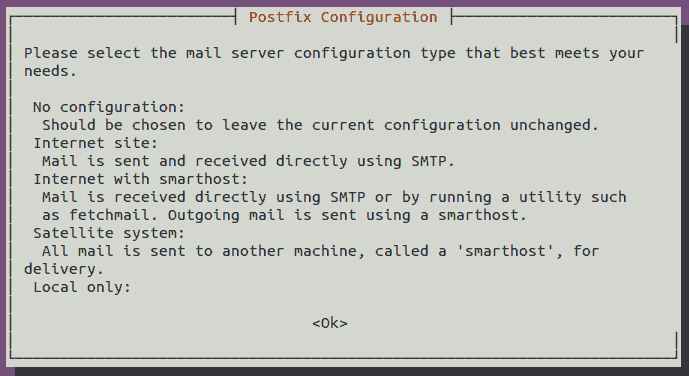 Postfix Configuration
Please select the mail server configuration type that best meets your
needs.
No configuration:
Should be chosen to leave the current configuration unchanged.
Internet site:
Mail is sent and received directly using SMTP.
Internet with smarthost:
Mail is received directly using SMTP or by running a utility such
as fetchmail. Outgoing mail is sent using a smarthost.
Satellite system:
All mail is sent to another machine, called a 'smarthost', for
delivery.
Local only:
<Ok>